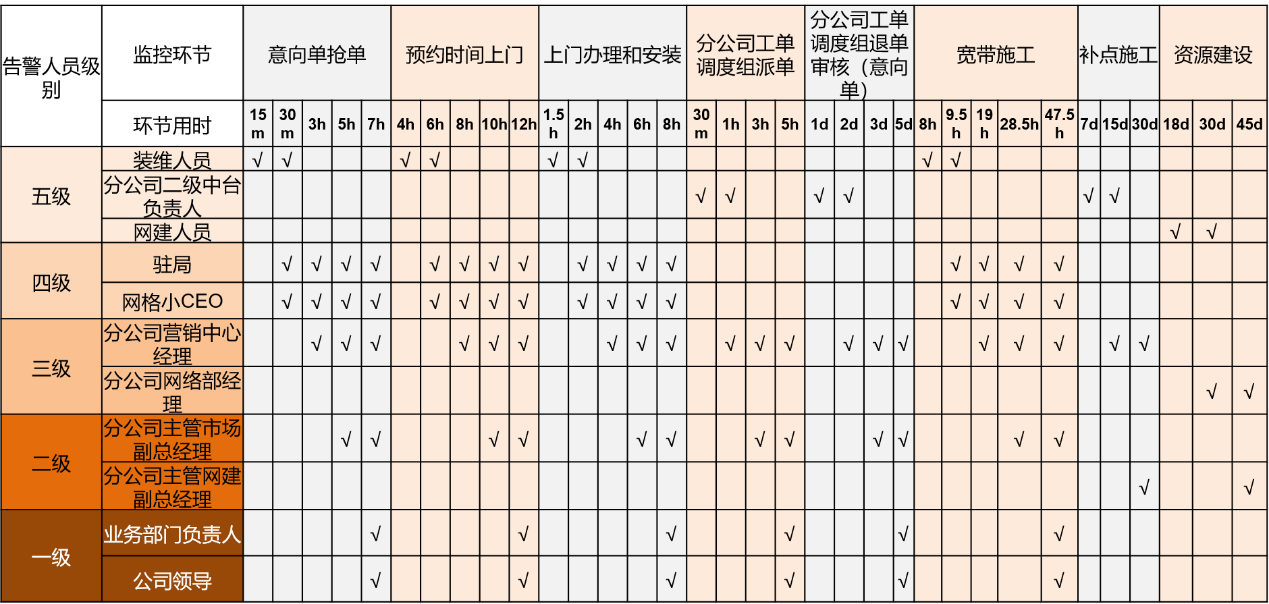 告警人员级别 监控环节 意向单抢单 预约时间上门 上门办理和安装 分公司工单调度组派单 分公司工单调度组退单审核（意向单） 宽带施工 补点施工 资源建设
环节用时 15m 30m 3h 5h 7h 4h 6h 8h 10h 12h 1.5h 2h 4h 6h 8h 30m 1h 3h 5h 1d 2d 3d 5d 8h 9.5h 19h 28.5h 47.5h 7d 15d 30d 18d 30d 45d
五级 装维人员 √ √ √ √ √ √ √ √
分公司二级中台负责人 √ √ √ √ √ √
网建人员 √ √
四级 驻局 √ √ √ √ √ √ √ √ √ √ √ √ √ √ √ √
网格小CEO √ √ √ √ √ √ √ √ √ √ √ √ √ √ √ √
三级 分公司营销中心经理 √ √ √ √ √ √ √ √ √ √ √ √ √ √ √ √ √ √ √ √
分公司网络部经理 √ √
二级 分公司主管市场副总经理 √ √ √ √ √ √ √ √ √ √ √ √
分公司主管网建副总经理 √ √
一级 业务部门负责人 √ √ √ √ √ √
公司领导 √ √ √ √ √ √